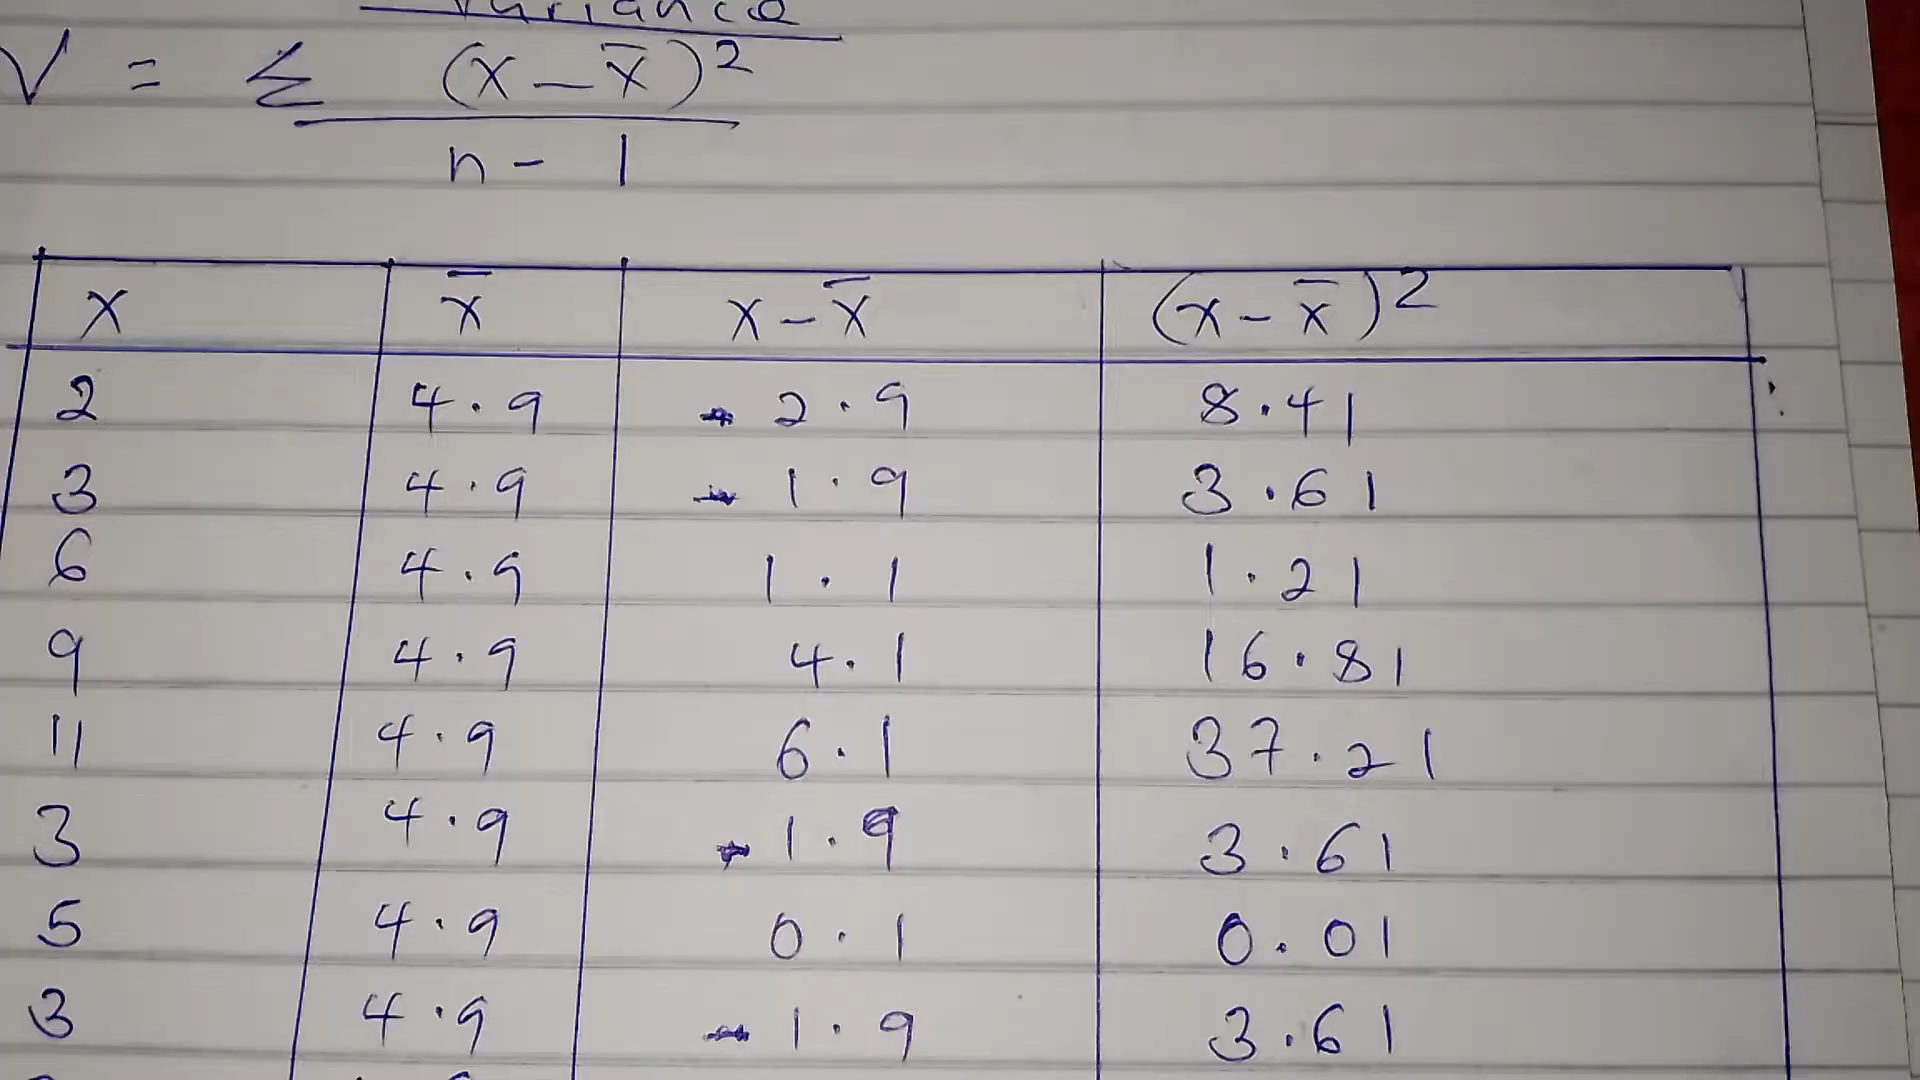 Variance
V = Σ (x - x̄)²
n - 1
x x̄ x - x̄ (x - x̄)²
2 4.9 - 2.9 8.41
3 4.9 - 1.9 3.61
6 4.9 1.1 1.21
9 4.9 4.1 16.81
11 4.9 6.1 37.21
3 4.9 - 1.9 3.61
5 4.9 0.1 0.01
3 4.9 - 1.9 3.61